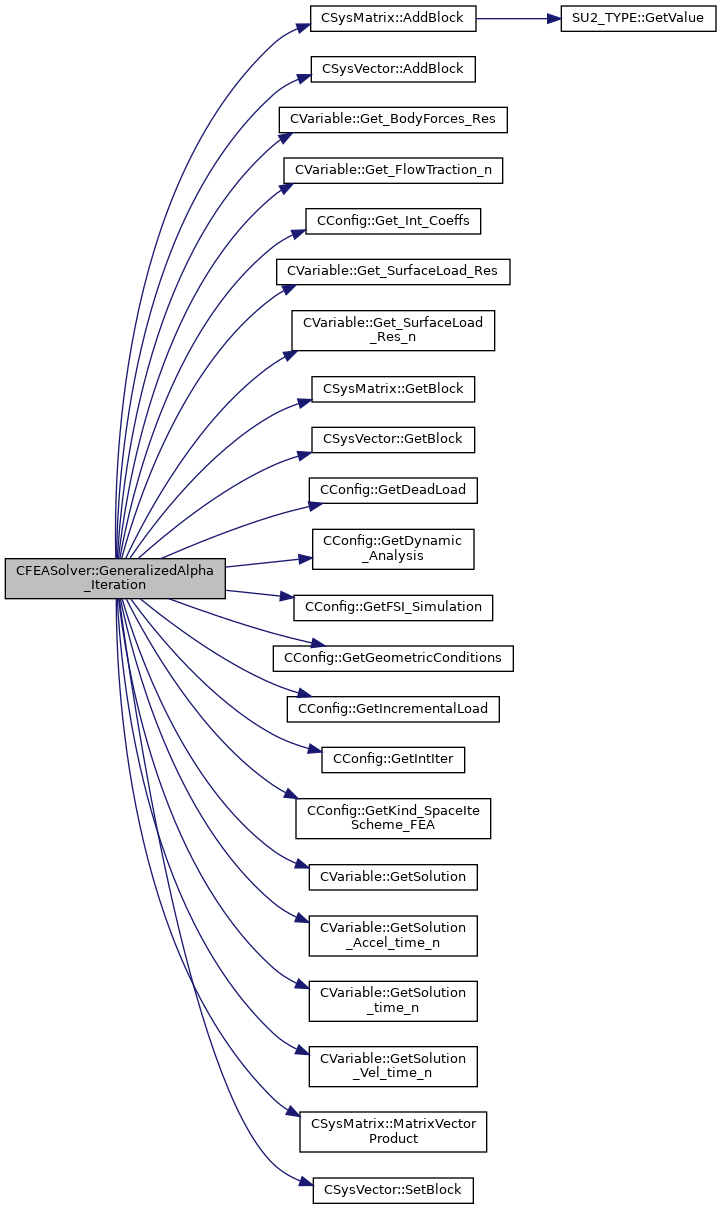 CSysMatrix::AddBlock
SU2_TYPE::GetValue
CSysVector::AddBlock
CVariable::Get_BodyForces_Res
CVariable::Get_FlowTraction_n
CConfig::Get_Int_Coeffs
CVariable::Get_SurfaceLoad_Res
CVariable::Get_SurfaceLoad
_Res_n
CSysMatrix::GetBlock
CSysVector::GetBlock
CConfig::GetDeadLoad
CConfig::GetDynamic
_Analysis
CFEASolver::GeneralizedAlpha
_Iteration
CConfig::GetFSI_Simulation
CConfig::GetGeometricConditions
CConfig::GetIncrementalLoad
CConfig::GetIntIter
CConfig::GetKind_SpaceIte
Scheme_FEA
CVariable::GetSolution
CVariable::GetSolution
_Accel_time_n
CVariable::GetSolution
_time_n
CVariable::GetSolution
_Vel_time_n
CSysMatrix::MatrixVector
Product
CSysVector::SetBlock